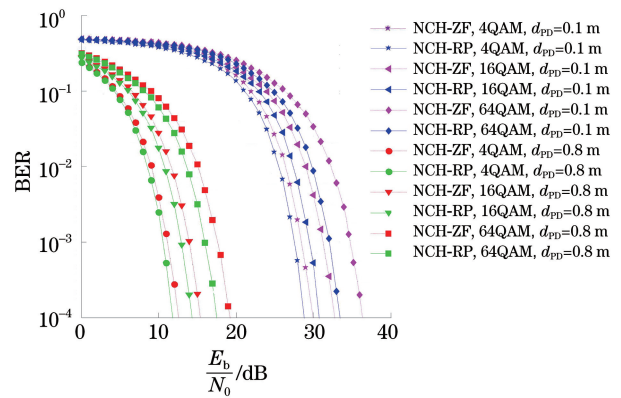 10⁰
10⁻¹
10⁻²
10⁻³
10⁻⁴
BER
0
10
20
30
40
E_b/N_0/dB
NCH-ZF, 4QAM, d_PD=0.1 m
NCH-RP, 4QAM, d_PD=0.1 m
NCH-ZF, 16QAM, d_PD=0.1 m
NCH-RP, 16QAM, d_PD=0.1 m
NCH-ZF, 64QAM, d_PD=0.1 m
NCH-RP, 64QAM, d_PD=0.1 m
NCH-ZF, 4QAM, d_PD=0.8 m
NCH-RP, 4QAM, d_PD=0.8 m
NCH-ZF, 16QAM, d_PD=0.8 m
NCH-RP, 16QAM, d_PD=0.8 m
NCH-ZF, 64QAM, d_PD=0.8 m
NCH-RP, 64QAM, d_PD=0.8 m